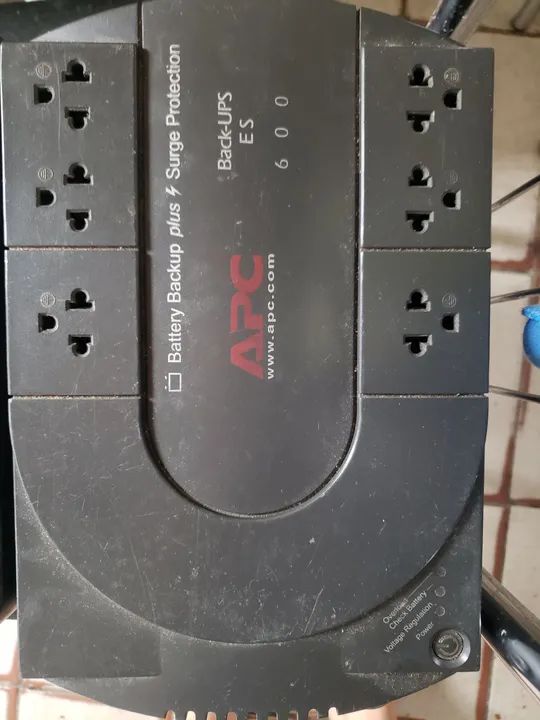 Battery Backup plus Surge Protection
Back-UPS
ES
600
APC
www.apc.com
Overload
Check Battery
Voltage Regulation
Power